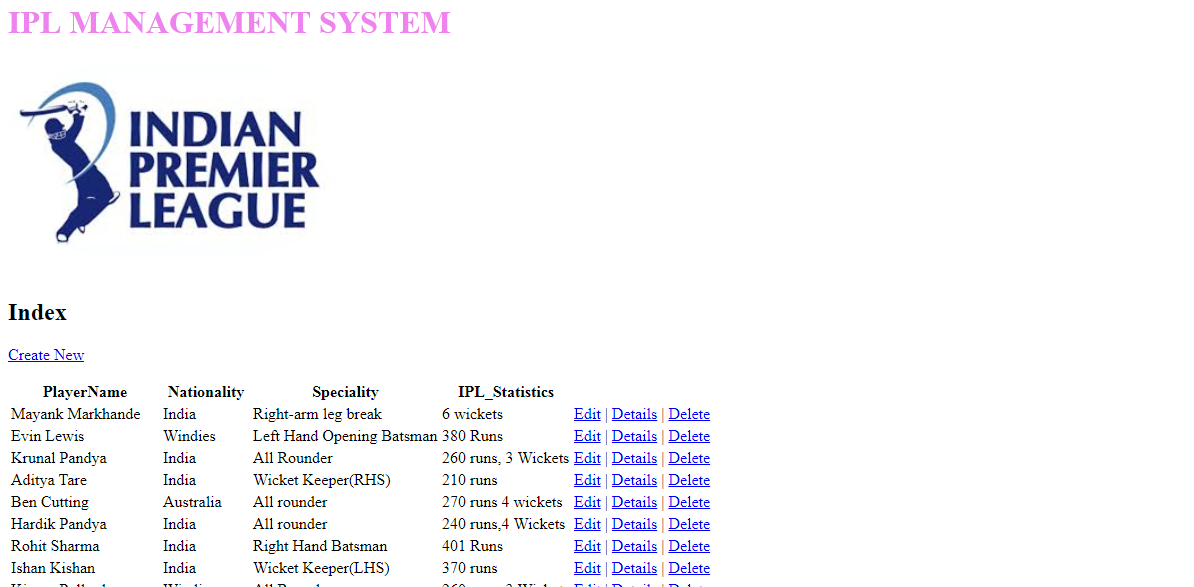 IPL MANAGEMENT SYSTEM
INDIAN
PREMIER
LEAGUE
Index
Create New
PlayerName Nationality Speciality IPL_Statistics
Mayank Markhande India Right-arm leg break 6 wickets Edit | Details | Delete
Evin Lewis Windies Left Hand Opening Batsman 380 Runs Edit | Details | Delete
Krunal Pandya India All Rounder 260 runs, 3 Wickets Edit | Details | Delete
Aditya Tare India Wicket Keeper(RHS) 210 runs Edit | Details | Delete
Ben Cutting Australia All rounder 270 runs 4 wickets Edit | Details | Delete
Hardik Pandya India All rounder 240 runs,4 Wickets Edit | Details | Delete
Rohit Sharma India Right Hand Batsman 401 Runs Edit | Details | Delete
Ishan Kishan India Wicket Keeper(LHS) 370 runs Edit | Details | Delete